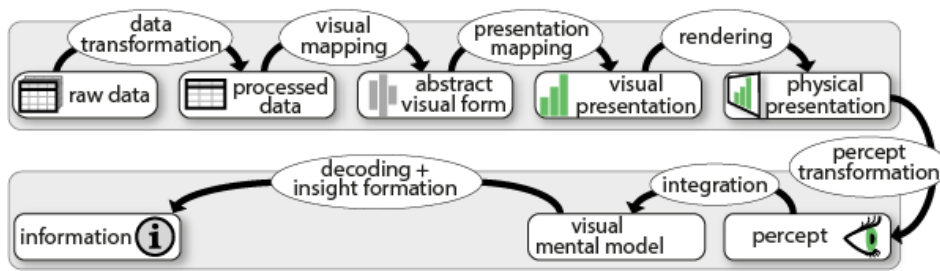 data
transformation
visual
mapping
presentation
mapping
rendering
raw data
processed
data
abstract
visual form
visual
presentation
physical
presentation
percept
transformation
decoding +
insight formation
integration
information
i
visual
mental model
percept